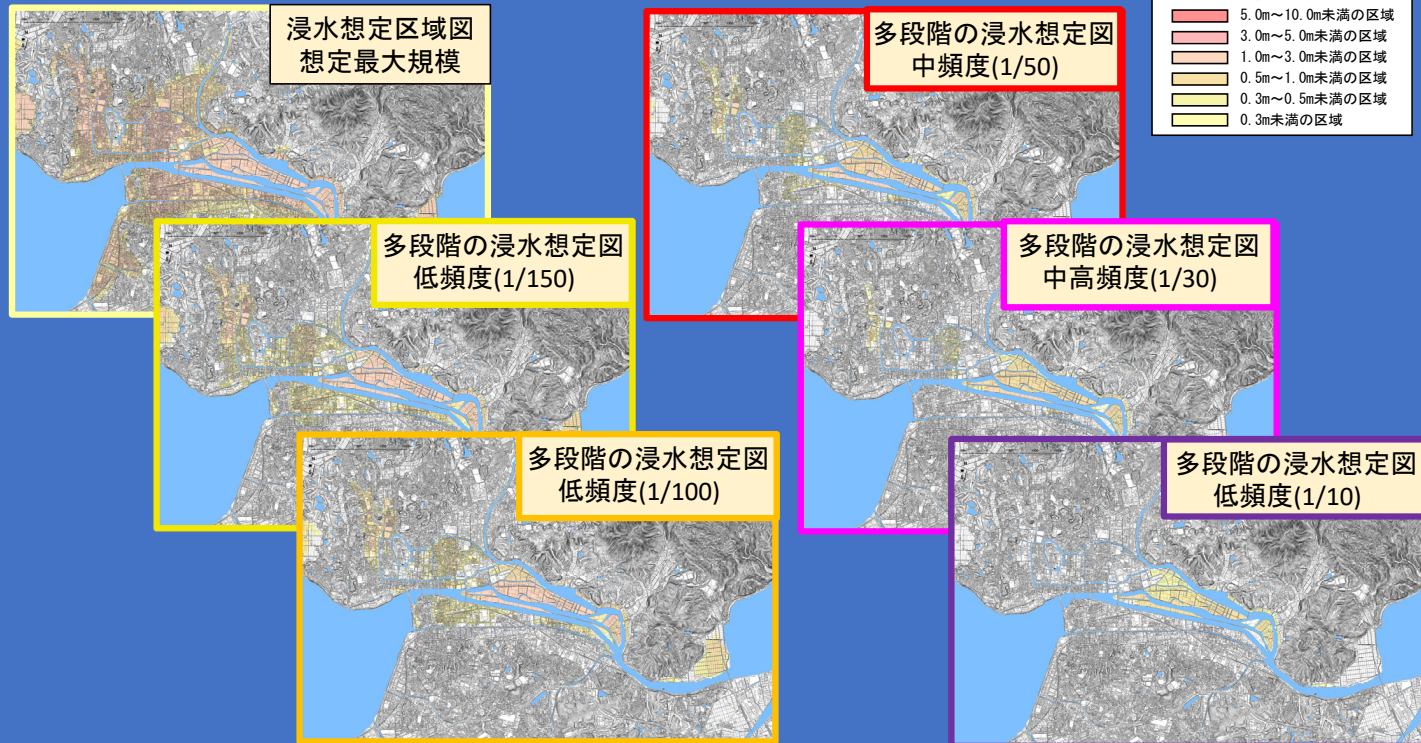 浸水想定区域図
想定最大規模
多段階の浸水想定図
低頻度(1/150)
多段階の浸水想定図
低頻度(1/100)
多段階の浸水想定図
中頻度(1/50)
多段階の浸水想定図
中高頻度(1/30)
多段階の浸水想定図
低頻度(1/10)
5.0m～10.0m未満の区域
3.0m～5.0m未満の区域
1.0m～3.0m未満の区域
0.5m～1.0m未満の区域
0.3m～0.5m未満の区域
0.3m未満の区域